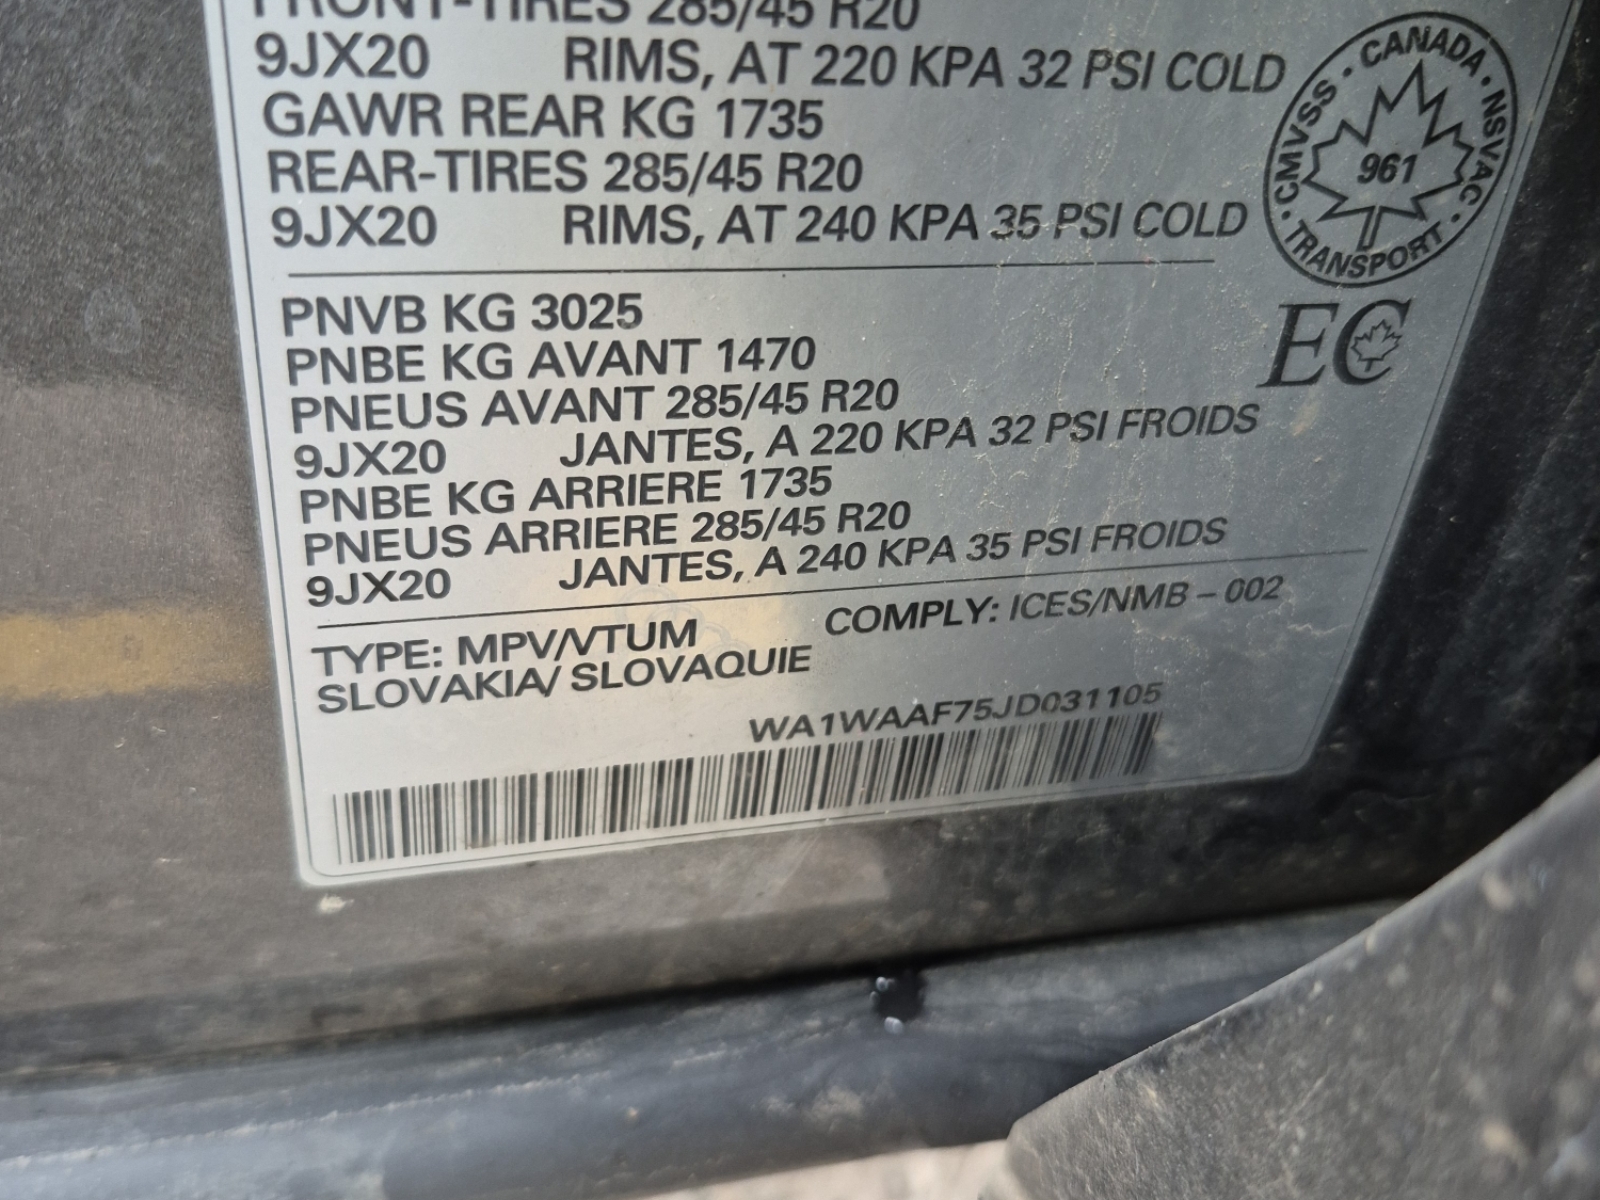 FRONT-TIRES 285/45 R20
9JX20 RIMS, AT 220 KPA 32 PSI COLD
GAWR REAR KG 1735
REAR-TIRES 285/45 R20
9JX20 RIMS, AT 240 KPA 35 PSI COLD
CANADA · NSVAC · TRANSPORT · CMVSS ·
961
EC
PNVB KG 3025
PNBE KG AVANT 1470
PNEUS AVANT 285/45 R20
9JX20 JANTES, A 220 KPA 32 PSI FROIDS
PNBE KG ARRIERE 1735
PNEUS ARRIERE 285/45 R20
9JX20 JANTES, A 240 KPA 35 PSI FROIDS
TYPE: MPV/VTUM COMPLY: ICES/NMB – 002
SLOVAKIA/ SLOVAQUIE
WA1WAAF75JD031105